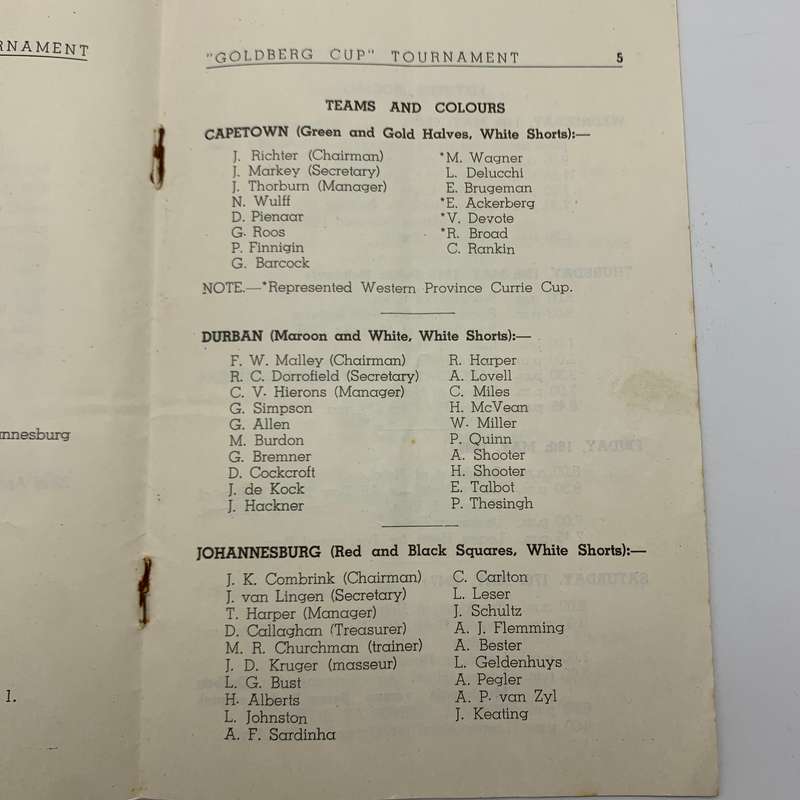 RNAMENT
nnesburg
1.
"GOLDBERG CUP" TOURNAMENT 5
TEAMS AND COLOURS
CAPETOWN (Green and Gold Halves, White Shorts):—
J. Richter (Chairman)
J. Markey (Secretary)
J. Thorburn (Manager)
N. Wulff
D. Pienaar
G. Roos
P. Finnigin
G. Barcock
*M. Wagner
L. Delucchi
E. Brugeman
*E. Ackerberg
*V. Devote
*R. Broad
C. Rankin
NOTE.—*Represented Western Province Currie Cup.
DURBAN (Maroon and White, White Shorts):—
F. W. Malley (Chairman)
R. C. Dorrofield (Secretary)
C. V. Hierons (Manager)
G. Simpson
G. Allen
M. Burdon
G. Bremner
D. Cockcroft
J. de Kock
J. Hackner
R. Harper
A. Lovell
C. Miles
H. McVean
W. Miller
P. Quinn
A. Shooter
H. Shooter
E. Talbot
P. Thesingh
JOHANNESBURG (Red and Black Squares, White Shorts):—
J. K. Combrink (Chairman)
J. van Lingen (Secretary)
T. Harper (Manager)
D. Callaghan (Treasurer)
M. R. Churchman (trainer)
J. D. Kruger (masseur)
L. G. Bust
H. Alberts
L. Johnston
A. F. Sardinha
C. Carlton
L. Leser
J. Schultz
A. J. Flemming
A. Bester
L. Geldenhuys
A. Pegler
A. P. van Zyl
J. Keating